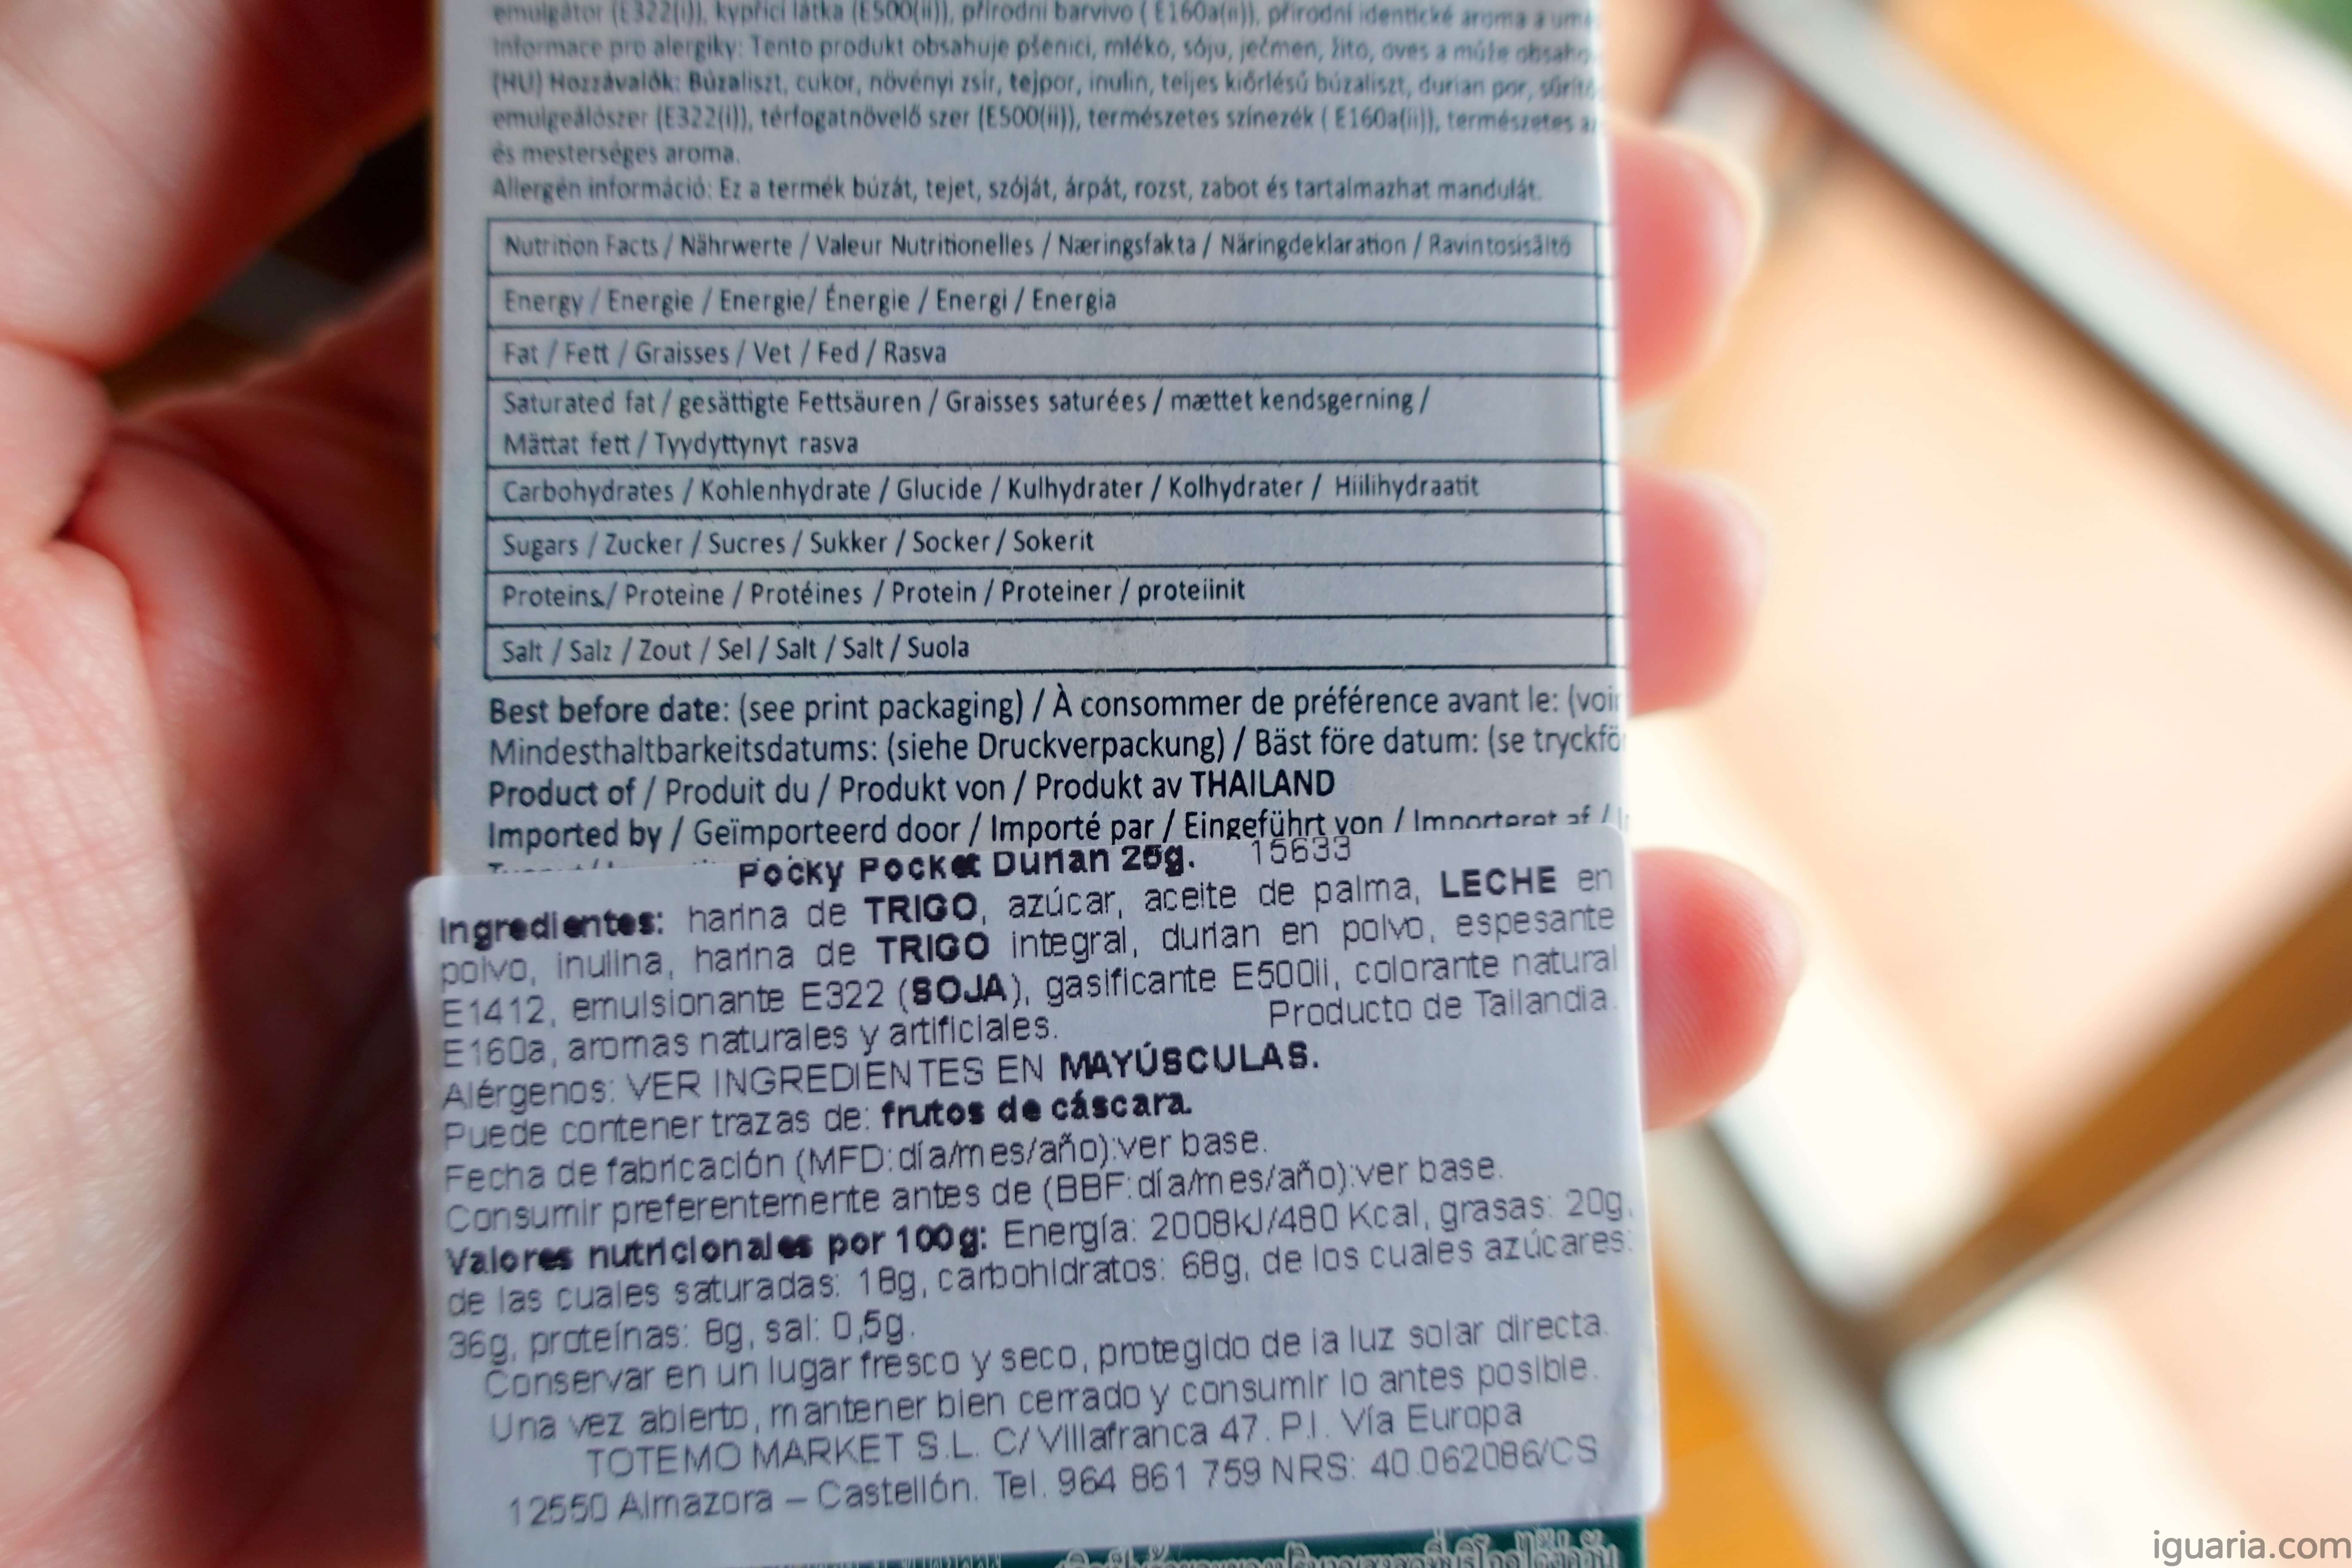 emulgátor (E322(i)), kypřící látka (E500(ii)), přírodní barvivo ( E160a(ii)), přírodní identické aroma a
Informace pro alergiky: Tento produkt obsahuje pšenici, mléko, sóju, ječmen, žito, oves a může
(HU) Hozzávalók: Búzaliszt, cukor, növényi zsír, tejpor, inulin, teljes kiőrlésű búzaliszt, durian por,
emulgeálószer (E322(i)), térfogatnövelő szer (E500(ii)), természetes színezék ( E160a(ii)), természetes
és mesterséges aroma.
Allergén információ: Ez a termék búzát, tejet, szóját, árpát, rozst, zabot és tartalmazhat mandulát.
Nutrition Facts / Nährwerte / Valeur Nutritionelles / Næringsfakta / Näringdeklaration / Ravintosisältö
Energy / Energie / Energie/ Énergie / Energi / Energia
Fat / Fett / Graisses / Vet / Fed / Rasva
Saturated fat / gesättigte Fettsäuren / Graisses saturées / mættet kendsgerning /
Mättat fett / Tyydyttynyt rasva
Carbohydrates / Kohlenhydrate / Glucide / Kulhydrater / Kolhydrater / Hiilihydraatit
Sugars / Zucker / Sucres / Sukker / Socker / Sokerit
Proteins / Proteine / Protéines / Protein / Proteiner / proteiinit
Salt / Salz / Zout / Sel / Salt / Salt / Suola
Best before date: (see print packaging) / À consommer de préférence avant le: (voir
Mindesthaltbarkeitsdatums: (siehe Druckverpackung) / Bäst före datum: (se
Product of / Produit du / Produkt von / Produkt av THAILAND
Imported by / Geïmporteerd door / Importé par / Eingeführt von / Importeret af /
Pocky Pocket Durian 25g. 15633
Ingredientes: harina de TRIGO, azúcar, aceite de palma, LECHE en
polvo, inulina, harina de TRIGO integral, durian en polvo, espesante
E1412, emulsionante E322 (SOJA), gasificante E500ii, colorante natural
E160a, aromas naturales y artificiales. Producto de Tailandia.
Alérgenos: VER INGREDIENTES EN MAYÚSCULAS.
Puede contener trazas de: frutos de cáscara.
Fecha de fabricación (MFD:día/mes/año):ver base.
Consumir preferentemente antes de (BBF:día/mes/año):ver base.
Valores nutricionales por 100g: Energía: 2008kJ/480 Kcal, grasas: 20g,
de las cuales saturadas: 18g, carbohidratos: 68g, de los cuales azúcares:
36g, proteínas: 8g, sal: 0,5g.
Conservar en un lugar fresco y seco, protegido de la luz solar directa.
Una vez abierto, mantener bien cerrado y consumir lo antes posible.
TOTEMO MARKET S.L. C/ Villafranca 47. P.I. Vía Europa
12550 Almazora – Castellón. Tel. 964 861 759 NRS: 40.062086/CS
iguaria.com